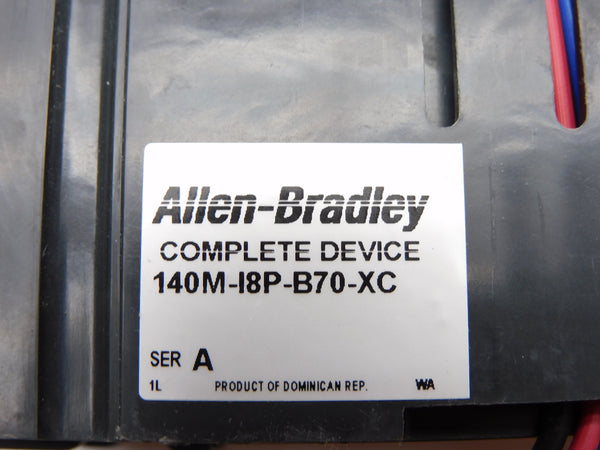 Allen-Bradley
COMPLETE DEVICE
140M-I8P-B70-XC
SER A
1L PRODUCT OF DOMINICAN REP. WA